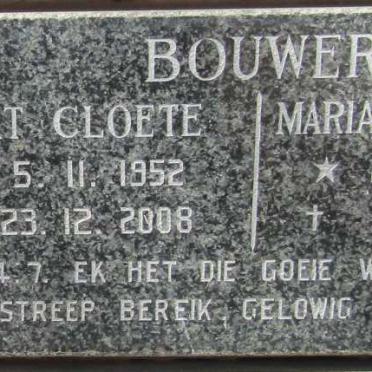 BOUWER
T CLOETE MARIA
5. 11. 1952 *
23. 12. 2008 †
4.7. EK HET DIE GOEIE W
STREEP BEREIK, GELOWIG